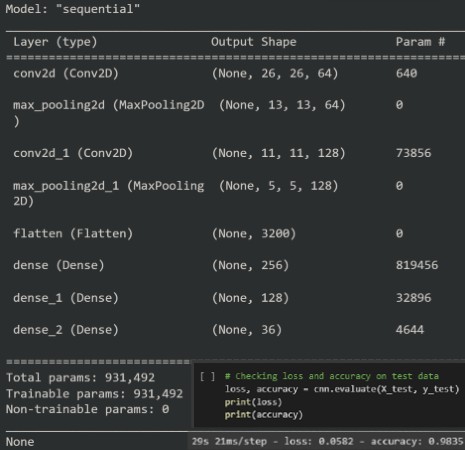 Model: "sequential"
Layer (type) Output Shape Param #
=================================================================
conv2d (Conv2D) (None, 26, 26, 64) 640
max_pooling2d (MaxPooling2D (None, 13, 13, 64) 0
)
conv2d_1 (Conv2D) (None, 11, 11, 128) 73856
max_pooling2d_1 (MaxPooling (None, 5, 5, 128) 0
2D)
flatten (Flatten) (None, 3200) 0
dense (Dense) (None, 256) 819456
dense_1 (Dense) (None, 128) 32896
dense_2 (Dense) (None, 36) 4644
=================================================================
Total params: 931,492
Trainable params: 931,492
Non-trainable params: 0
None
[ ] # Checking loss and accuracy on test data
loss, accuracy = cnn.evaluate(X_test, y_test)
print(loss)
print(accuracy)
29s 21ms/step - loss: 0.0582 - accuracy: 0.9835